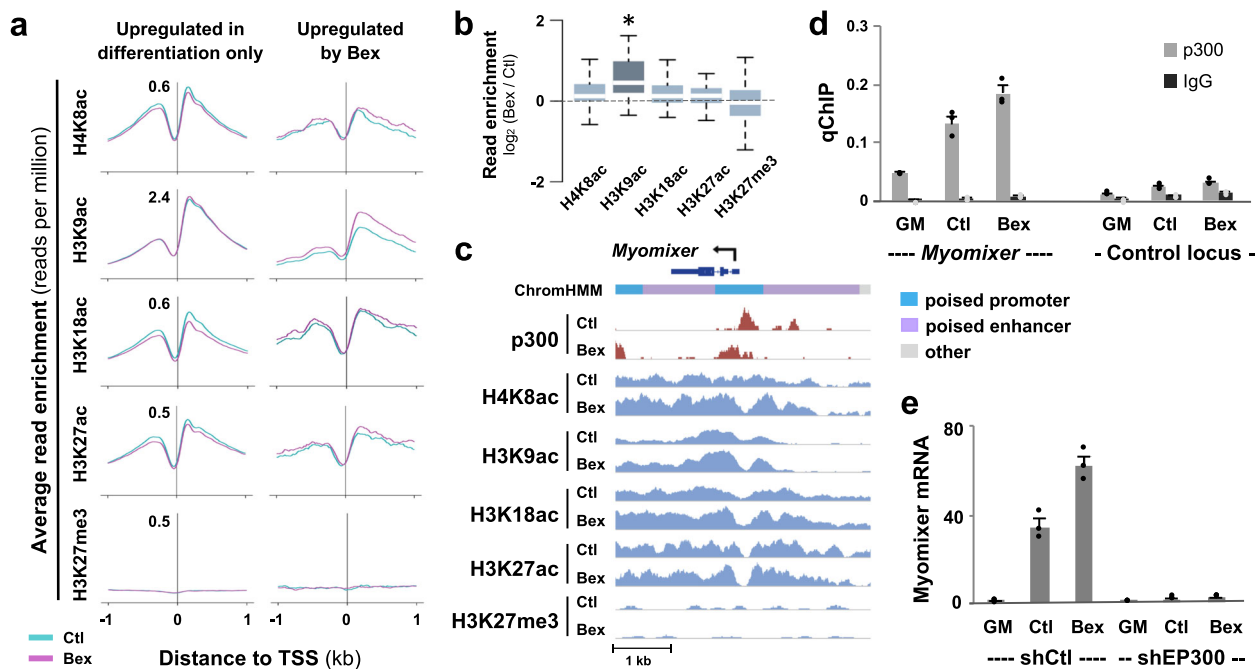 a
Upregulated in
differentiation only
Upregulated
by Bex
Average read enrichment (reads per million)
H4K8ac
0.6
H3K9ac
2.4
H3K18ac
0.6
H3K27ac
0.5
H3K27me3
0.5
-1 0 1 -1 0 1
Ctl
Bex
Distance to TSS (kb)
b
Read enrichment
log2 (Bex / Ctl)
2
0
-2
*
H4K8ac H3K9ac H3K18ac H3K27ac H3K27me3
c
Myomixer
ChromHMM
p300 Ctl
Bex
H4K8ac Ctl
Bex
H3K9ac Ctl
Bex
H3K18ac Ctl
Bex
H3K27ac Ctl
Bex
H3K27me3 Ctl
Bex
1 kb
d
qChIP
0.3
0.2
0.1
0
p300
IgG
GM Ctl Bex GM Ctl Bex
---- Myomixer ---- - Control locus -
poised promoter
poised enhancer
other
e
Myomixer mRNA
80
40
0
GM Ctl Bex GM Ctl Bex
---- shCtl ---- -- shEP300 --